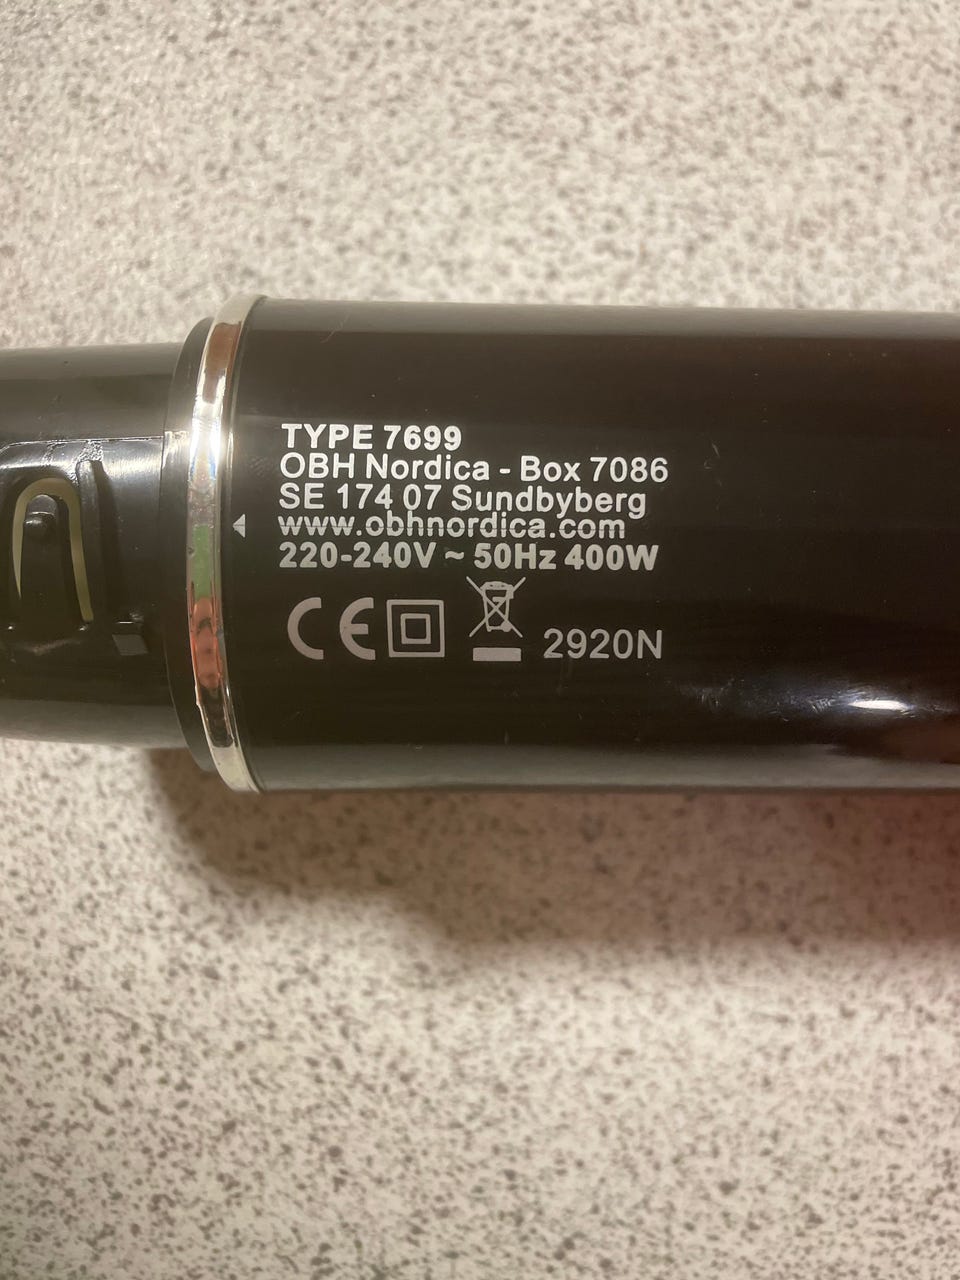 TYPE 7699
OBH Nordica - Box 7086
SE 174 07 Sundbyberg
www.obhnordica.com
220-240V ~ 50Hz 400W
CE 2920N